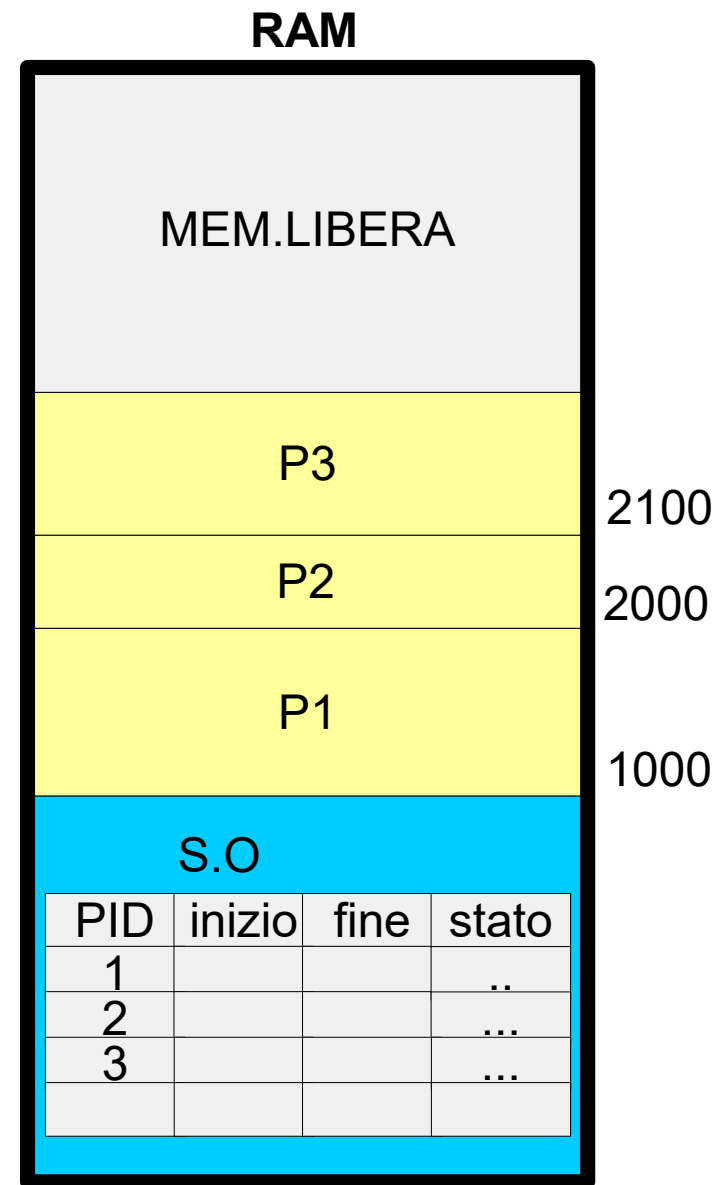 RAM
MEM.LIBERA
P3
2100
P2
2000
P1
1000
S.O
PID inizio fine stato
1 ..
2 ...
3 ...